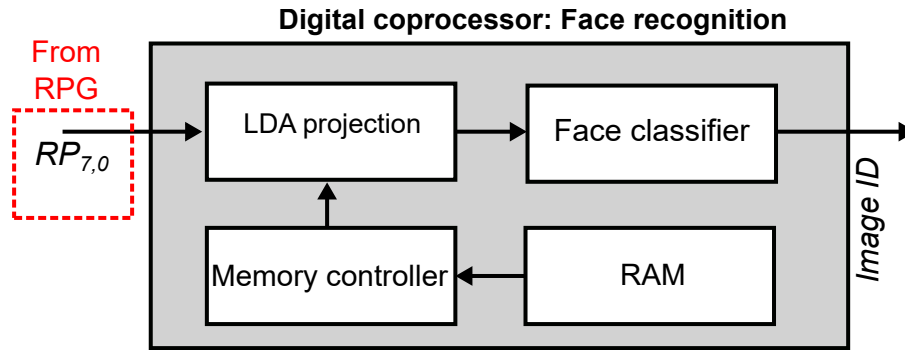 Digital coprocessor: Face recognition
From
RPG
RP7,0
LDA projection
Face classifier
Image ID
Memory controller
RAM